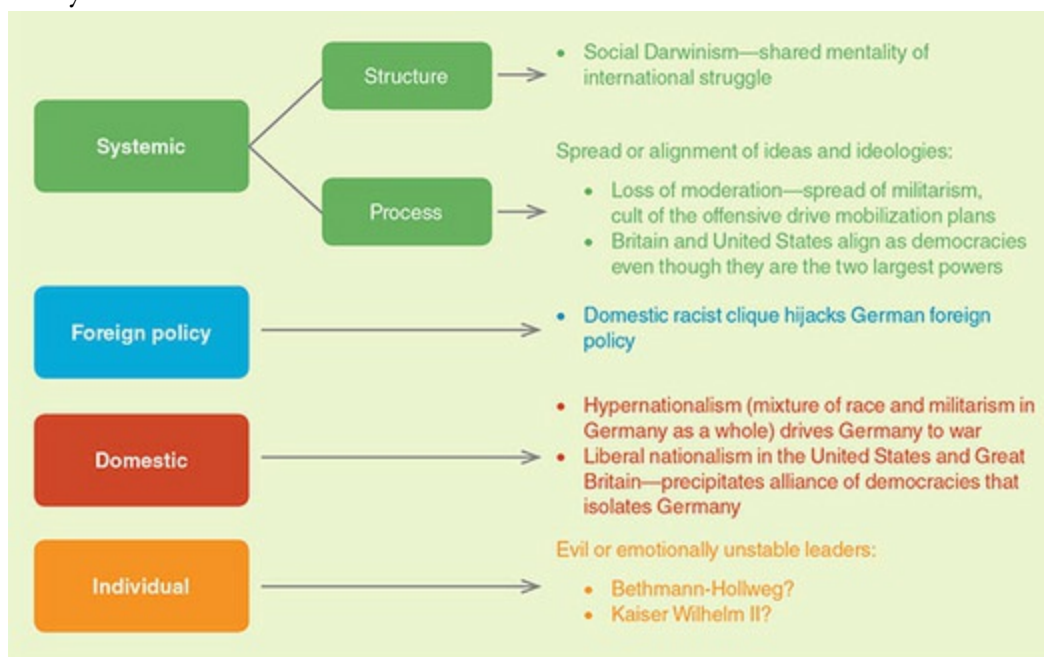 Structure
• Social Darwinism—shared mentality of
international struggle
Systemic
Spread or alignment of ideas and ideologies:
Process
• Loss of moderation—spread of militarism,
cult of the offensive drive mobilization plans
• Britain and United States align as democracies
even though they are the two largest powers
Foreign policy
• Domestic racist clique hijacks German foreign
policy
Domestic
• Hypernationalism (mixture of race and militarism in
Germany as a whole) drives Germany to war
• Liberal nationalism in the United States and Great
Britain—precipitates alliance of democracies that
isolates Germany
Individual
Evil or emotionally unstable leaders:
• Bethmann-Hollweg?
• Kaiser Wilhelm II?